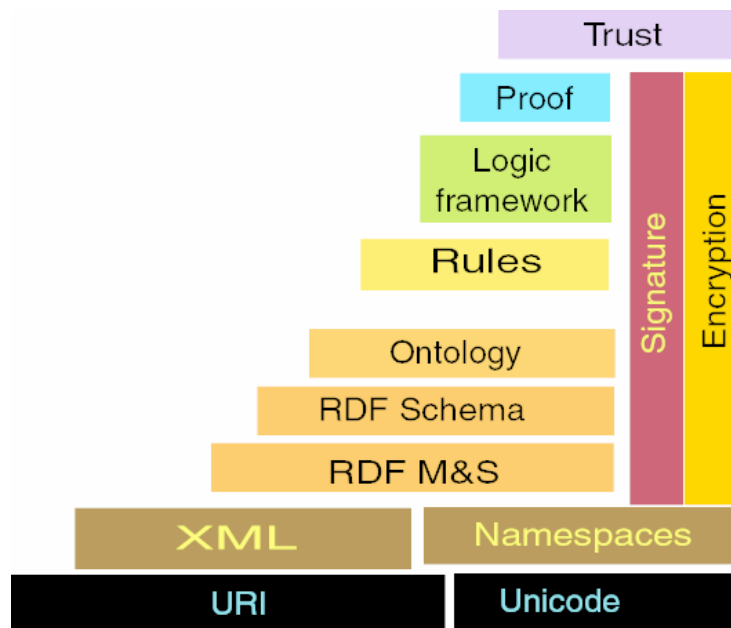 Trust
Proof
Logic
framework
Rules
Signature
Encryption
Ontology
RDF Schema
RDF M&S
XML
Namespaces
URI
Unicode